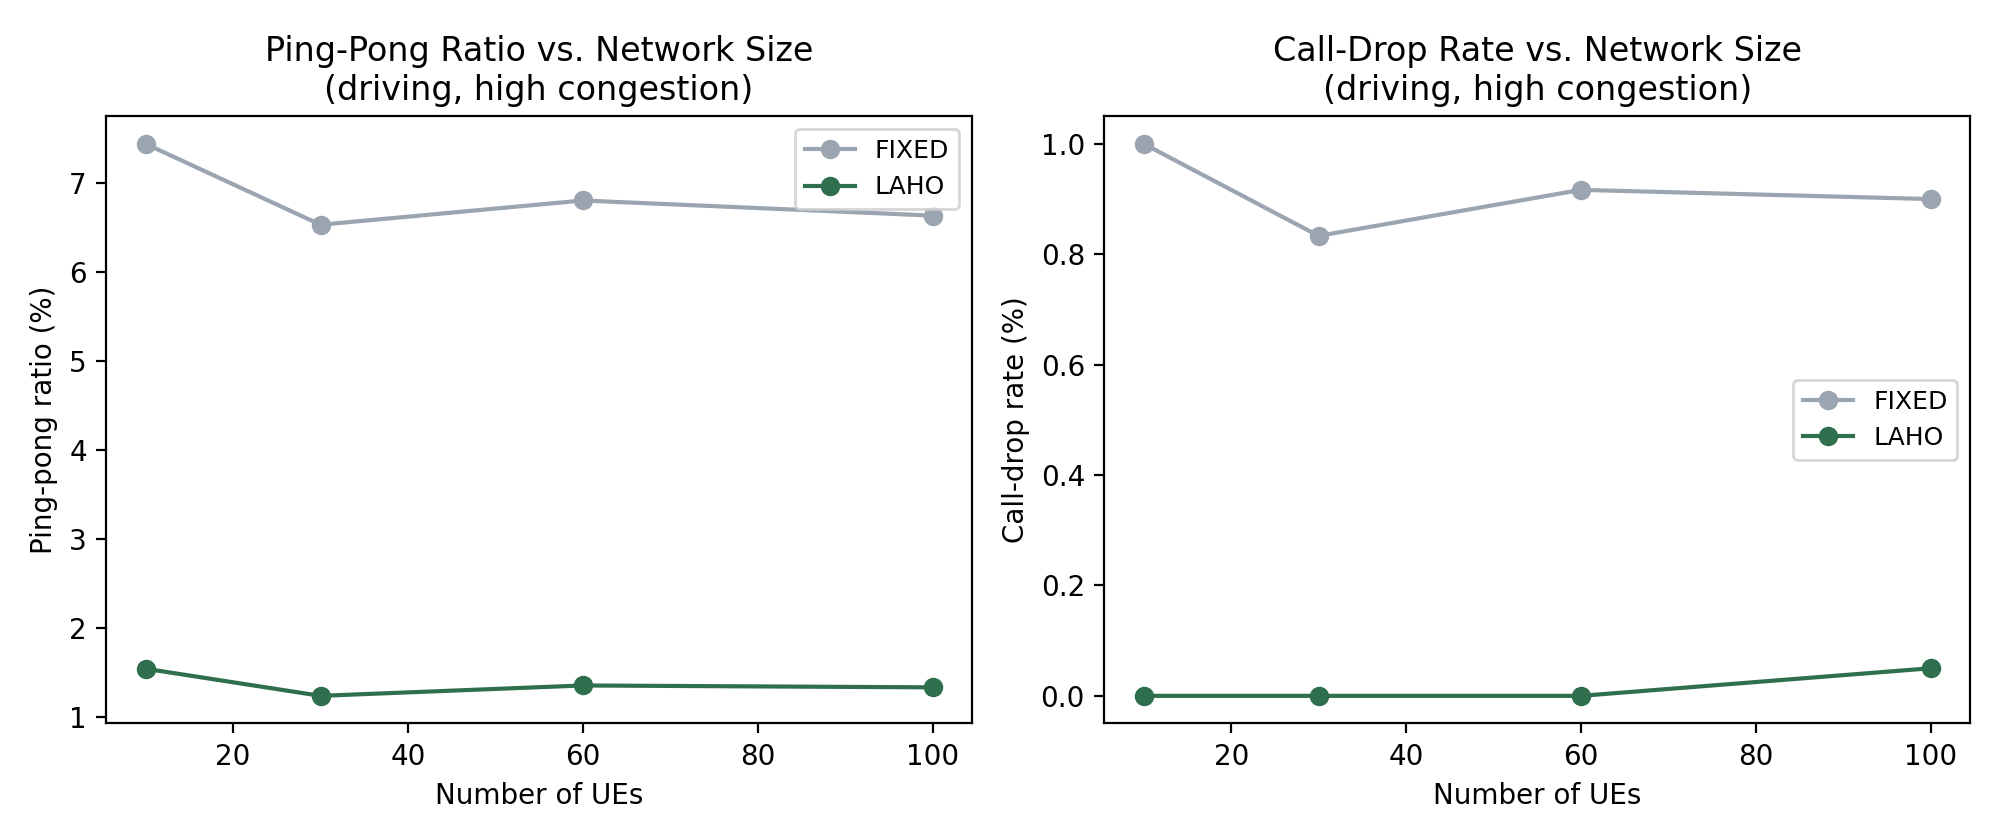 Ping-Pong Ratio vs. Network Size
(driving, high congestion)
FIXED
LAHO
7
6
5
4
3
2
1
Ping-pong ratio (%)
20 40 60 80 100
Number of UEs
Call-Drop Rate vs. Network Size
(driving, high congestion)
1.0
0.8
0.6
0.4
0.2
0.0
Call-drop rate (%)
FIXED
LAHO
20 40 60 80 100
Number of UEs